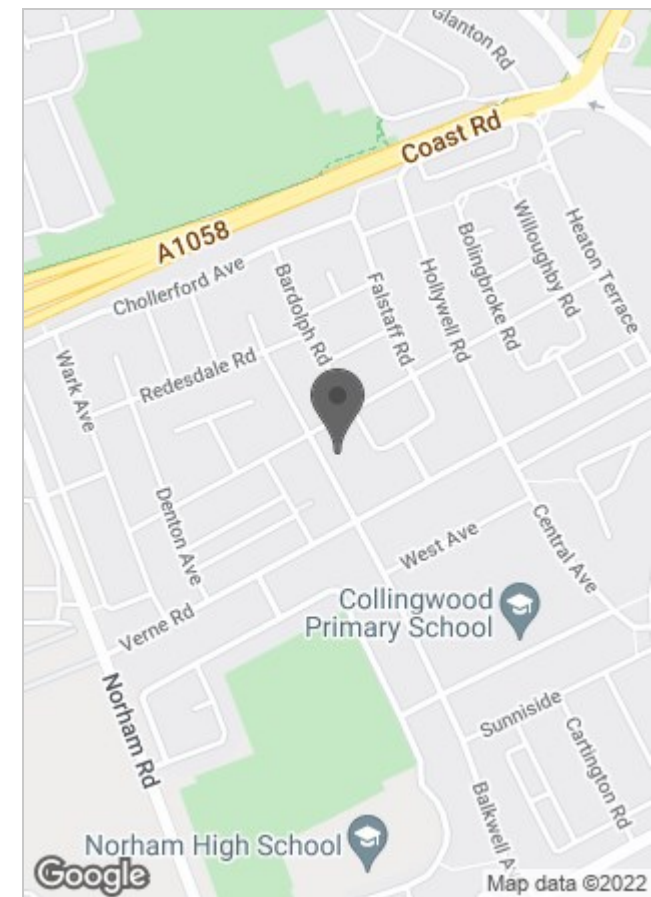 Glanton Rd
Coast Rd
A1058
Chollerford Ave
Bardolph Rd
Falstaff Rd
Hollywell Rd
Bolingbroke Rd
Willoughby Rd
Heaton Terrace
Wark Ave
Redesdale Rd
Denton Ave
West Ave
Central Ave
Verne Rd
Collingwood
Primary School
Norham Rd
Sunniside
Cartington Rd
Balkwell Av
Norham High School
Google
Map data ©2022